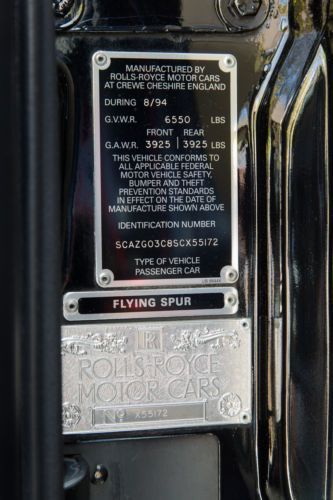 MANUFACTURED BY
ROLLS-ROYCE MOTOR CARS
AT CREWE CHESHIRE ENGLAND
DURING 8/94
G.V.W.R. 6550 LBS
FRONT REAR
G.A.W.R. 3925 3925 LBS
THIS VEHICLE CONFORMS TO
ALL APPLICABLE FEDERAL
MOTOR VEHICLE SAFETY,
BUMPER AND THEFT
PREVENTION STANDARDS
IN EFFECT ON THE DATE OF
MANUFACTURE SHOWN ABOVE
IDENTIFICATION NUMBER
SCAZG03C8SCX55172
TYPE OF VEHICLE
PASSENGER CAR
FLYING SPUR
R
ROLLS-ROYCE
MOTOR CARS
No X55172